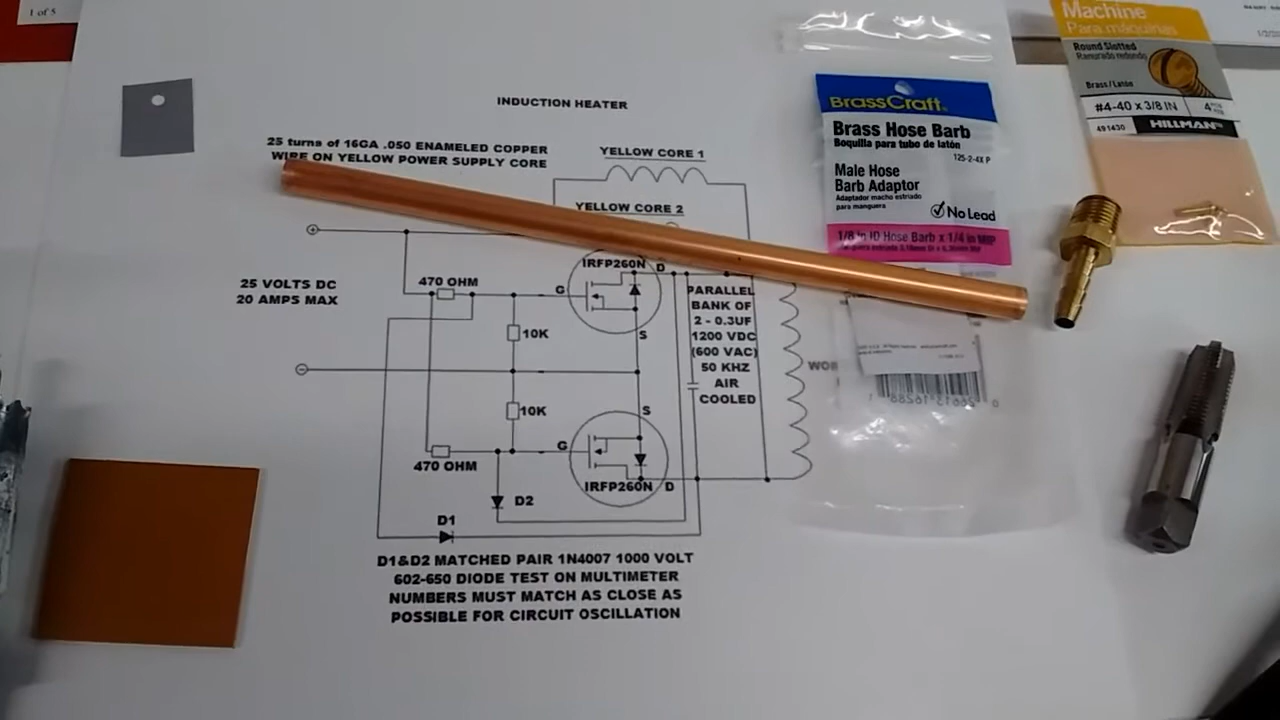 1 of 5
INDUCTION HEATER
25 turns of 16GA .050 ENAMELED COPPER
WIRE ON YELLOW POWER SUPPLY CORE
YELLOW CORE 1
YELLOW CORE 2
25 VOLTS DC
20 AMPS MAX
470 OHM
10K
G
IRFP260N
D
S
10K
S
G
470 OHM
IRFP260N
D
D2
D1
PARALLEL
BANK OF
2 - 0.3UF
1200 VDC
(600 VAC)
50 KHZ
AIR
COOLED
WOR
D1&D2 MATCHED PAIR 1N4007 1000 VOLT
602-650 DIODE TEST ON MULTIMETER
NUMBERS MUST MATCH AS CLOSE AS
POSSIBLE FOR CIRCUIT OSCILLATION
BRASSCRAFT
Brass Hose Barb
Boquilla para tubo de latón
125-2-4X P
Male Hose
Barb Adaptor
Adaptador macho estriado
para manguera
No Lead
1/8 in ID Hose Barb x 1/4 in MIP
Machine
Para máquinas
Round Slotted
Ranurado redondo
Brass / Latón
#4-40 x 3/8 IN
4
491430
HILLMAN